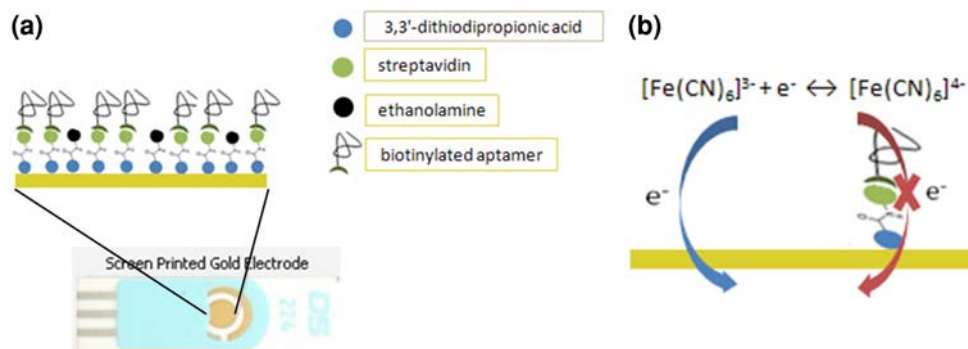 (a)
3,3'-dithiodipropionic acid
streptavidin
ethanolamine
biotinylated aptamer
Screen Printed Gold Electrode
DS
224
(b)
[Fe(CN)₆]³⁻ + e⁻ ↔ [Fe(CN)₆]⁴⁻
e⁻
e⁻